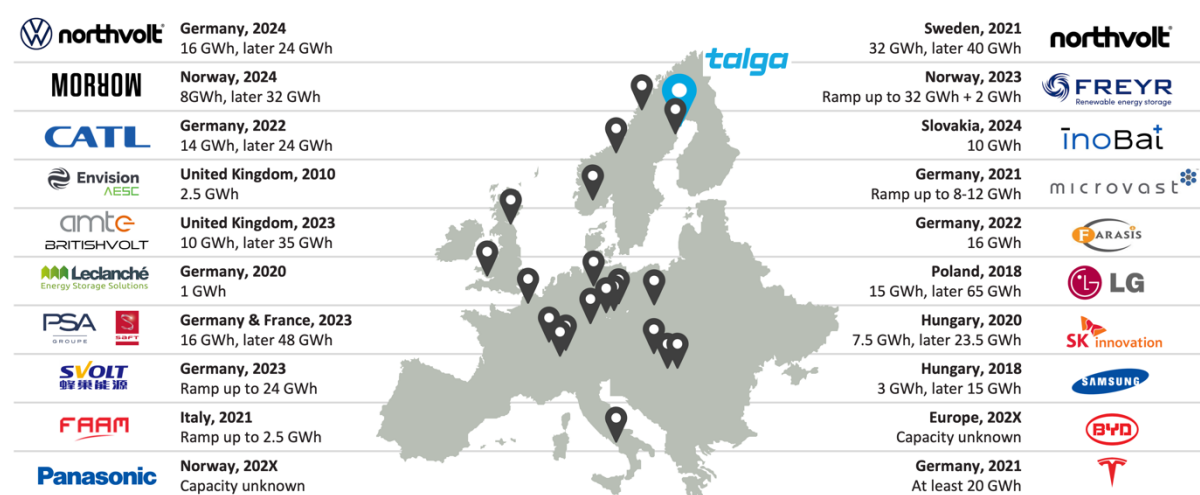 northvolt
Germany, 2024
16 GWh, later 24 GWh
MORROW
Norway, 2024
8GWh, later 32 GWh
CATL
Germany, 2022
14 GWh, later 24 GWh
Envision
AESC
United Kingdom, 2010
2.5 GWh
amte
BRITISHVOLT
United Kingdom, 2023
10 GWh, later 35 GWh
Leclanché
Energy Storage Solutions
Germany, 2020
1 GWh
PSA
GROUPE
SAFT
Germany & France, 2023
16 GWh, later 48 GWh
SVOLT
蜂巢能源
Germany, 2023
Ramp up to 24 GWh
FAAM
Italy, 2021
Ramp up to 2.5 GWh
Panasonic
Norway, 202X
Capacity unknown
talga
Sweden, 2021
32 GWh, later 40 GWh
northvolt
Norway, 2023
Ramp up to 32 GWh + 2 GWh
FREYR
Renewable energy storage
Slovakia, 2024
10 GWh
inoBat
Germany, 2021
Ramp up to 8-12 GWh
microvast
Germany, 2022
16 GWh
FARASIS
Poland, 2018
15 GWh, later 65 GWh
LG
Hungary, 2020
7.5 GWh, later 23.5 GWh
SK innovation
Hungary, 2018
3 GWh, later 15 GWh
SAMSUNG
Europe, 202X
Capacity unknown
BYD
Germany, 2021
At least 20 GWh